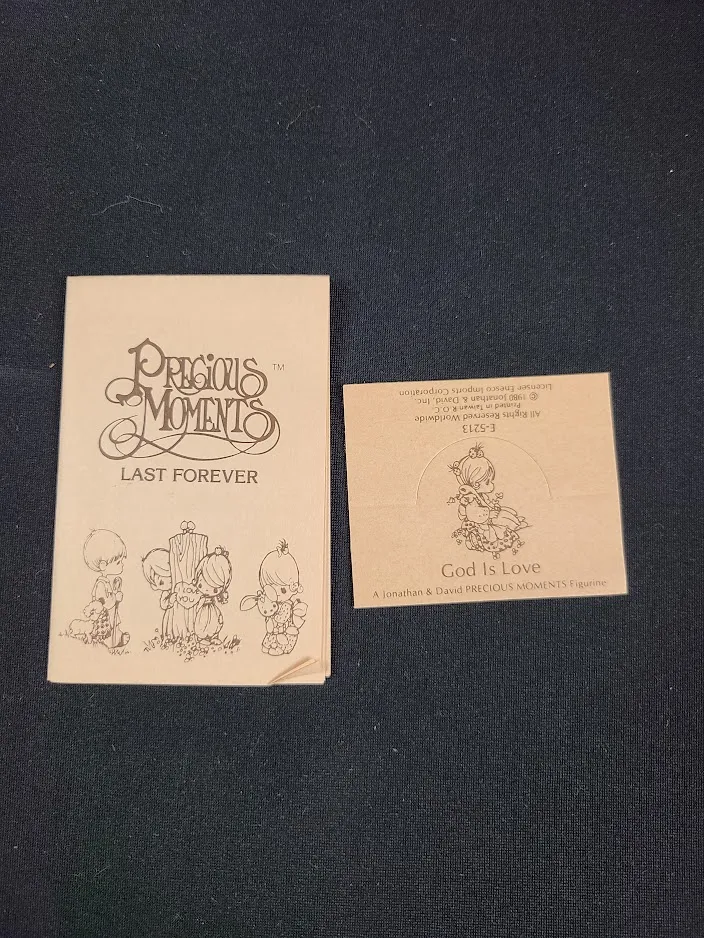 PRECIOUS
MOMENTS
TM
LAST FOREVER
I LOVE
YOU
Licensee Enesco Imports Corporation
© 1980 Jonathan & David, Inc.
Printed in Taiwan R.O.C.
All Rights Reserved Worldwide
E-5213
God Is Love
A Jonathan & David PRECIOUS MOMENTS Figurine